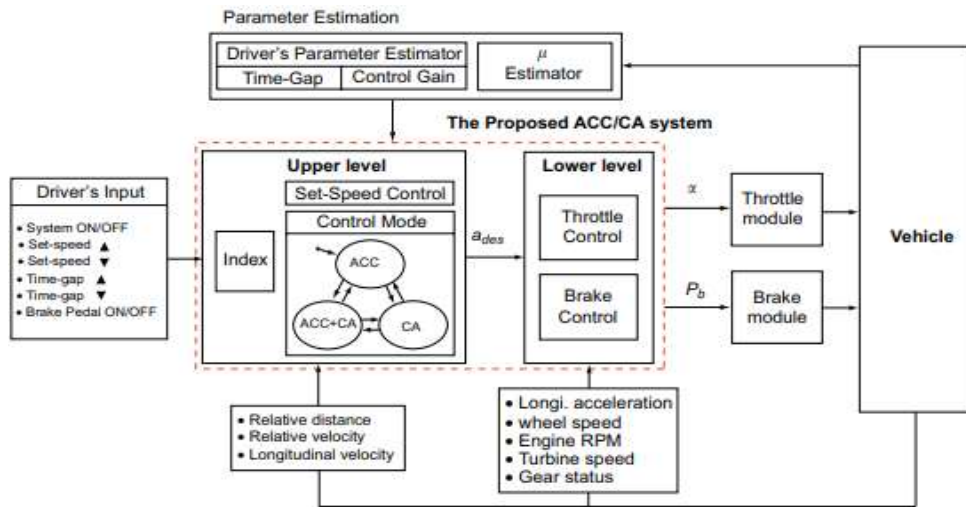 Parameter Estimation
Driver's Parameter Estimator
Time-Gap
Control Gain
μ
Estimator
The Proposed ACC/CA system
Driver's Input
• System ON/OFF
• Set-speed ▲
• Set-speed ▼
• Time-gap ▲
• Time-gap ▼
• Brake Pedal ON/OFF
Upper level
Set-Speed Control
Index
Control Mode
ACC
ACC+CA
CA
a_des
Lower level
Throttle
Control
Brake
Control
α
P_b
Throttle
module
Brake
module
Vehicle
• Relative distance
• Relative velocity
• Longitudinal velocity
• Longi. acceleration
• wheel speed
• Engine RPM
• Turbine speed
• Gear status